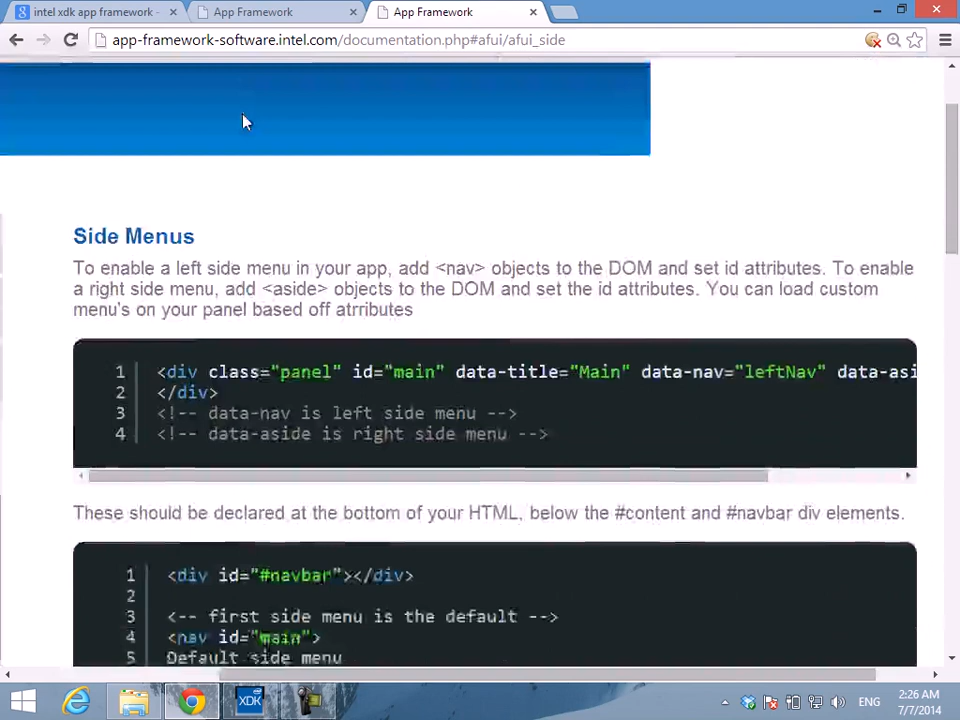 intel xdk app framework -
App Framework
App Framework
app-framework-software.intel.com/documentation.php#afui/afui_side
Side Menus
To enable a left side menu in your app, add <nav> objects to the DOM and set id attributes. To enable
a right side menu, add <aside> objects to the DOM and set the id attributes. You can load custom
menu's on your panel based off atrributes
1 <div class="panel" id="main" data-title="Main" data-nav="leftNav" data-asi
2 </div>
3 <!-- data-nav is left side menu -->
4 <!-- data-aside is right side menu -->
These should be declared at the bottom of your HTML, below the #content and #navbar div elements.
1 <div id="#navbar"></div>
2
3 <-- first side menu is the default -->
4 <nav id="main">
5 Default side menu
XDK
ENG
2:26 AM
7/7/2014